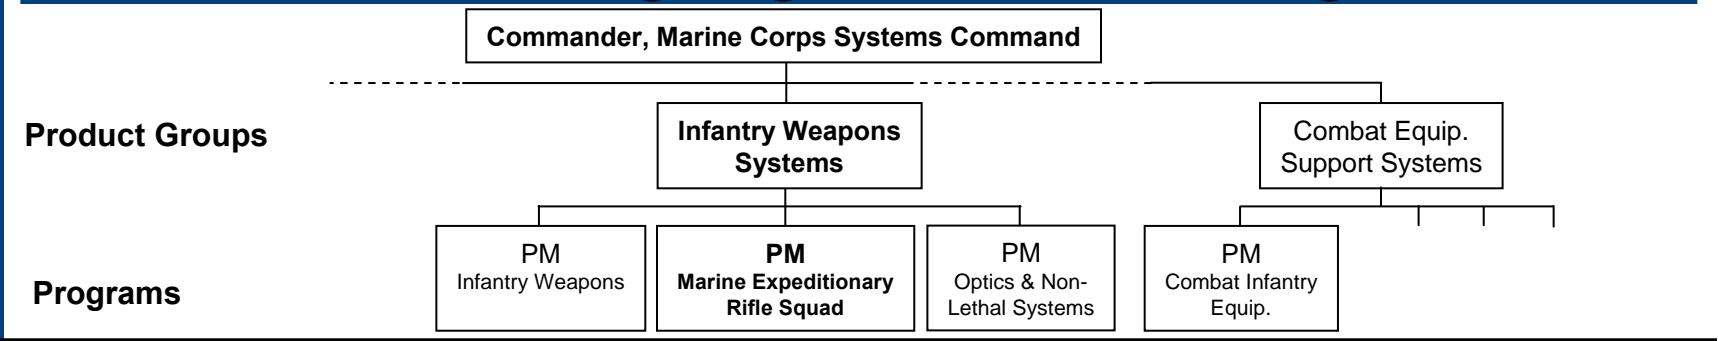 Commander, Marine Corps Systems Command
Product Groups
Infantry Weapons
Systems
Combat Equip.
Support Systems
Programs
PM
Infantry Weapons
PM
Marine Expeditionary
Rifle Squad
PM
Optics & Non-
Lethal Systems
PM
Combat Infantry
Equip.